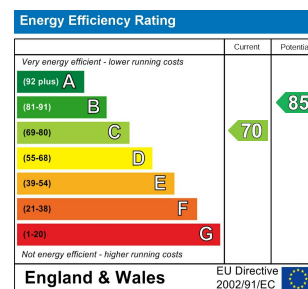 Energy Efficiency Rating
Current Potentia
Very energy efficient - lower running costs
(92 plus) A
(81-91) B 85
(69-80) C 70
(55-68) D
(39-54) E
(21-38) F
(1-20) G
Not energy efficient - higher running costs
England & Wales EU Directive
2002/91/EC